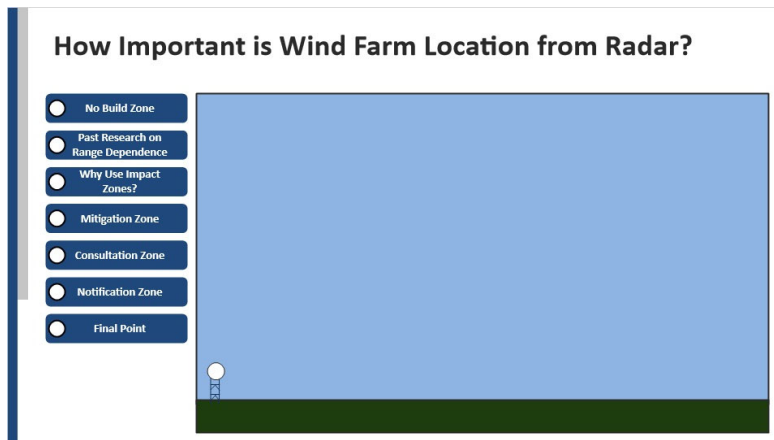 How Important is Wind Farm Location from Radar?
No Build Zone
Past Research on
Range Dependence
Why Use Impact
Zones?
Mitigation Zone
Consultation Zone
Notification Zone
Final Point